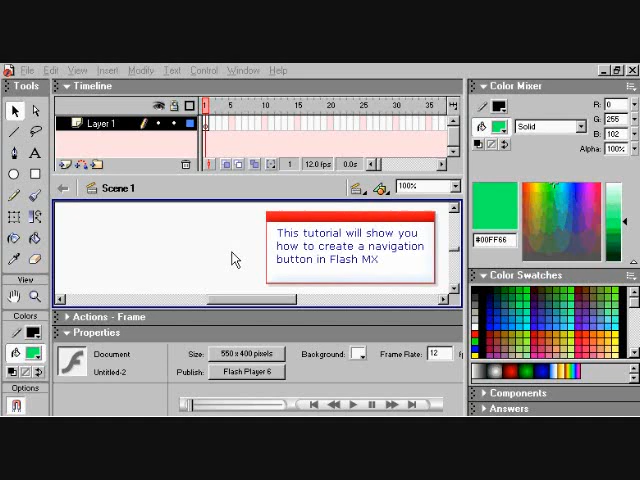 File Edit View Insert Modify Text Control Window Help
Tools
Timeline
1 5 10 15 20 25 30 35
Layer 1
1 12.0 fps 0.0s
Scene 1
100%
This tutorial will show you
how to create a navigation
button in Flash MX
View
Colors
Options
Actions - Frame
Properties
Document
Untitled-2
Size: 550 x 400 pixels
Background:
Frame Rate: 12
Publish: Flash Player 6
Color Mixer
Solid
R: 0
G: 255
B: 102
Alpha: 100%
#00FF66
Color Swatches
Components
Answers